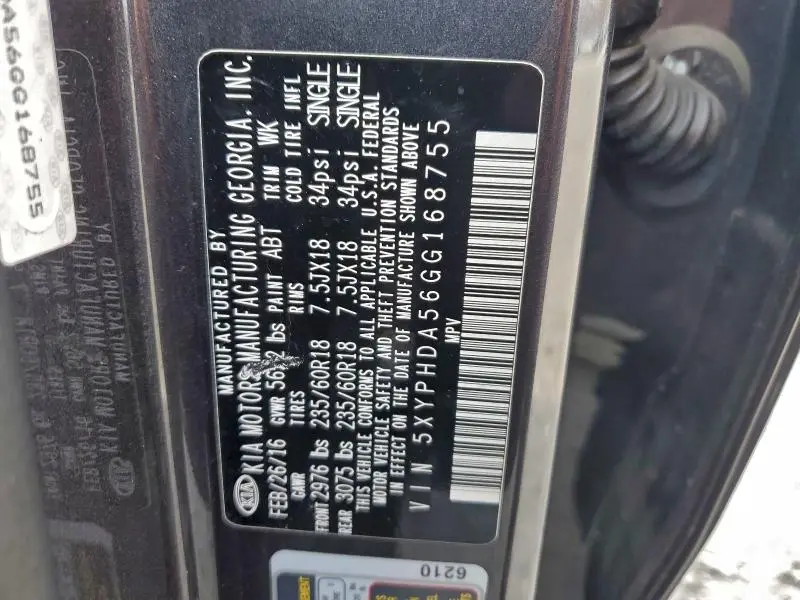 MANUFACTURED BY
KIA KIA MOTORS MANUFACTURING GEORGIA, INC.
FEB/26/16 GVWR lbs PAINT ABT TRIM WK
GAWR TIRES RIMS COLD TIRE INFL
FRONT 2976 lbs 235/60R18 7.5JX18 34psi SINGLE
REAR 3075 lbs 235/60R18 7.5JX18 34psi SINGLE
THIS VEHICLE CONFORMS TO ALL APPLICABLE U.S.A. FEDERAL
MOTOR VEHICLE SAFETY AND THEFT PREVENTION STANDARDS
IN EFFECT ON THE DATE OF MANUFACTURE SHOWN ABOVE
VIN 5XYPHDA56GG168755
MPV
A56GG168755
6210